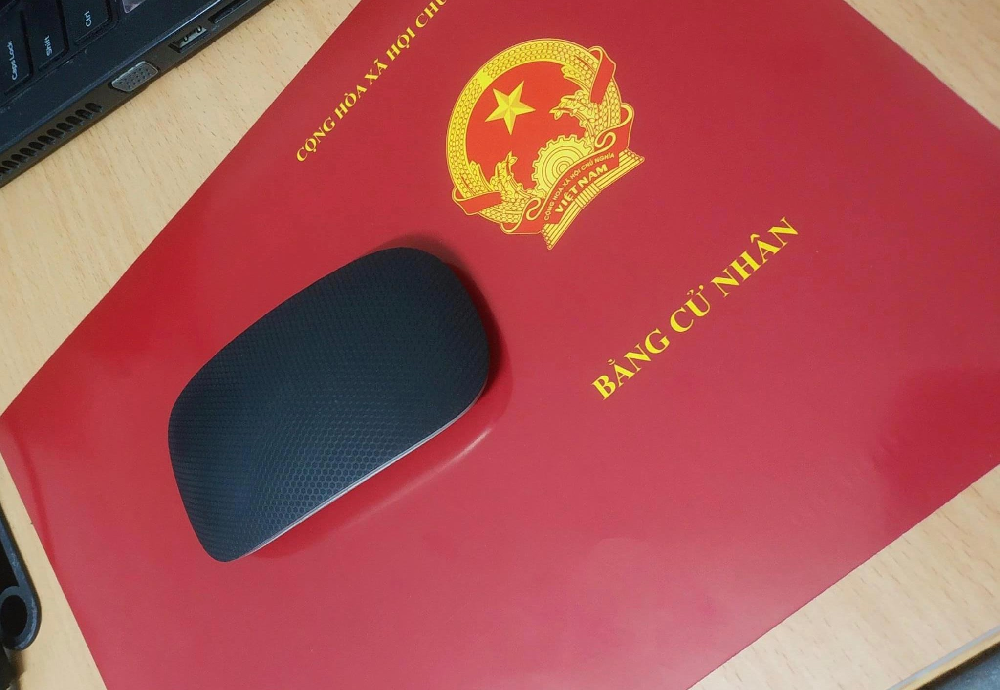 CỘNG HÒA XÃ HỘI CHỦ
CỘNG HOÀ XÃ HỘI CHỦ NGHĨA
VIỆT NAM
BẰNG CỬ NHÂN
Ctrl
Shift
Caps Lock